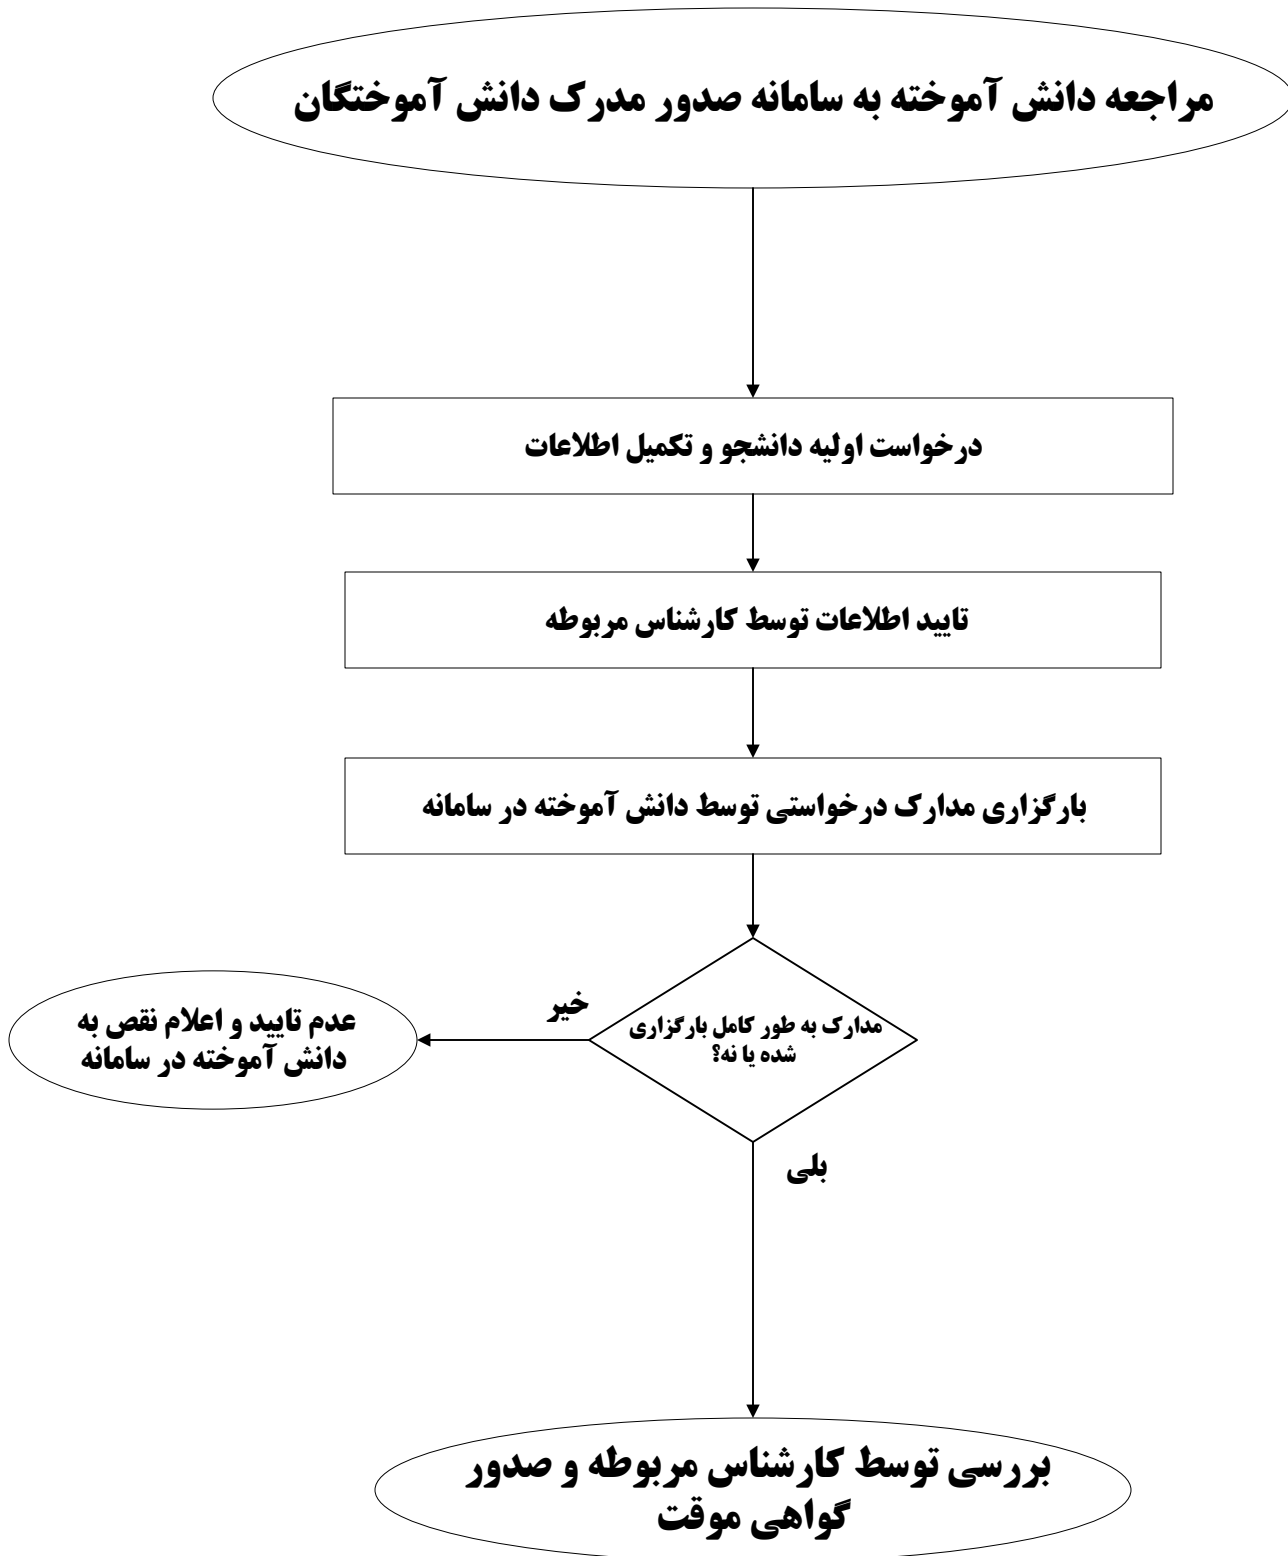 مراجعه دانش آموخته به سامانه صدور مدرک دانش آموختگان
درخواست اولیه دانشجو و تکمیل اطلاعات
تایید اطلاعات توسط کارشناس مربوطه
بارگزاری مدارک درخواستی توسط دانش آموخته در سامانه
مدارک به طور کامل بارگزاری
شده یا نه؟
خیر
عدم تایید و اعلام نقص به
دانش آموخته در سامانه
بلی
بررسی توسط کارشناس مربوطه و صدور
گواهی موقت